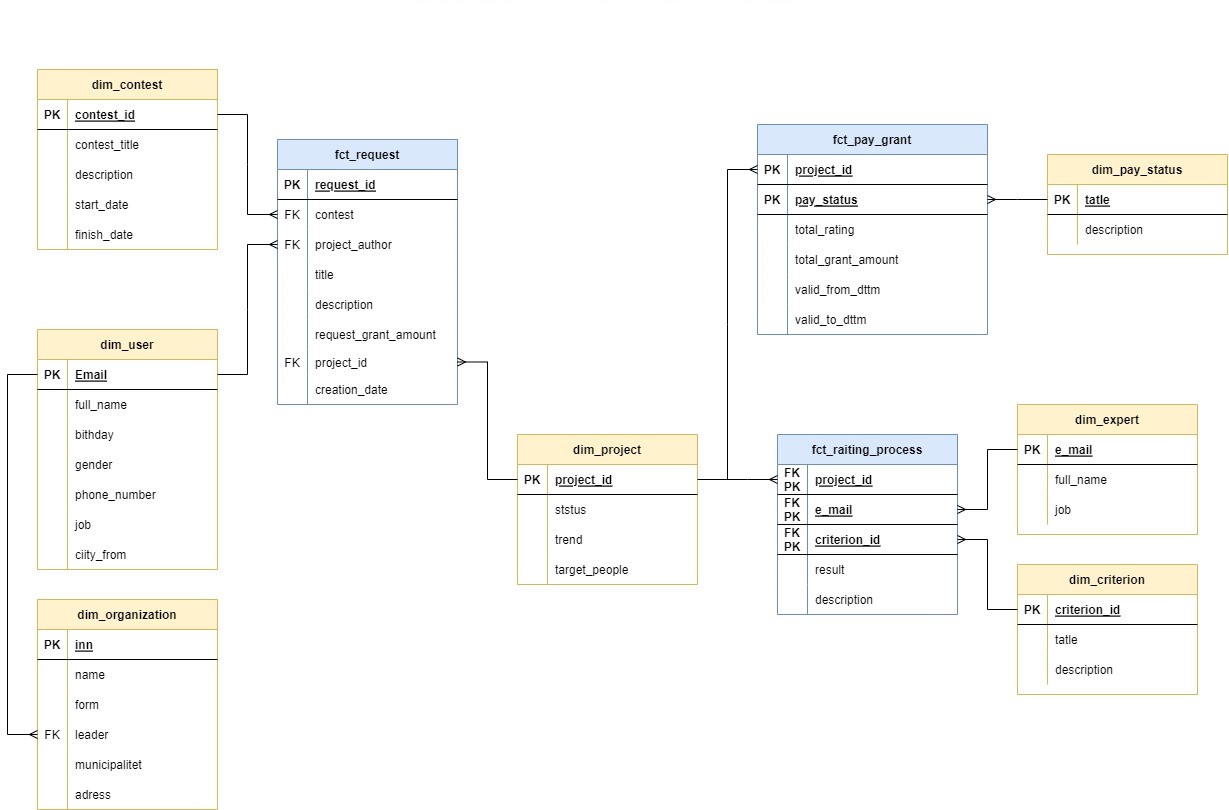 dim_contest
PK contest_id
contest_title
description
start_date
finish_date
fct_request
PK request_id
FK contest
FK project_author
title
description
request_grant_amount
FK project_id
creation_date
dim_user
PK Email
full_name
bithday
gender
phone_number
job
ciity_from
dim_organization
PK inn
name
form
FK leader
municipalitet
adress
dim_project
PK project_id
ststus
trend
target_people
fct_pay_grant
PK project_id
PK pay_status
total_rating
total_grant_amount
valid_from_dttm
valid_to_dttm
dim_pay_status
PK tatle
description
fct_raiting_process
FK
PK project_id
FK
PK e_mail
FK
PK criterion_id
result
description
dim_expert
PK e_mail
full_name
job
dim_criterion
PK criterion_id
tatle
description